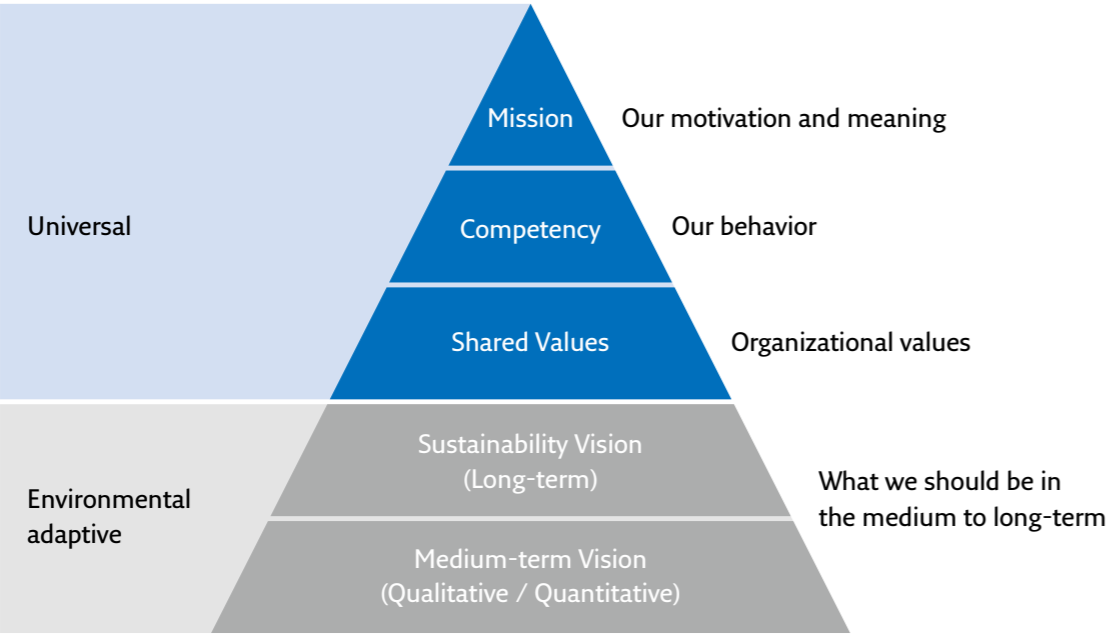 Mission
Our motivation and meaning
Universal
Competency
Our behavior
Shared Values
Organizational values
Sustainability Vision
(Long-term)
What we should be in
the medium to long-term
Environmental
adaptive
Medium-term Vision
(Qualitative / Quantitative)